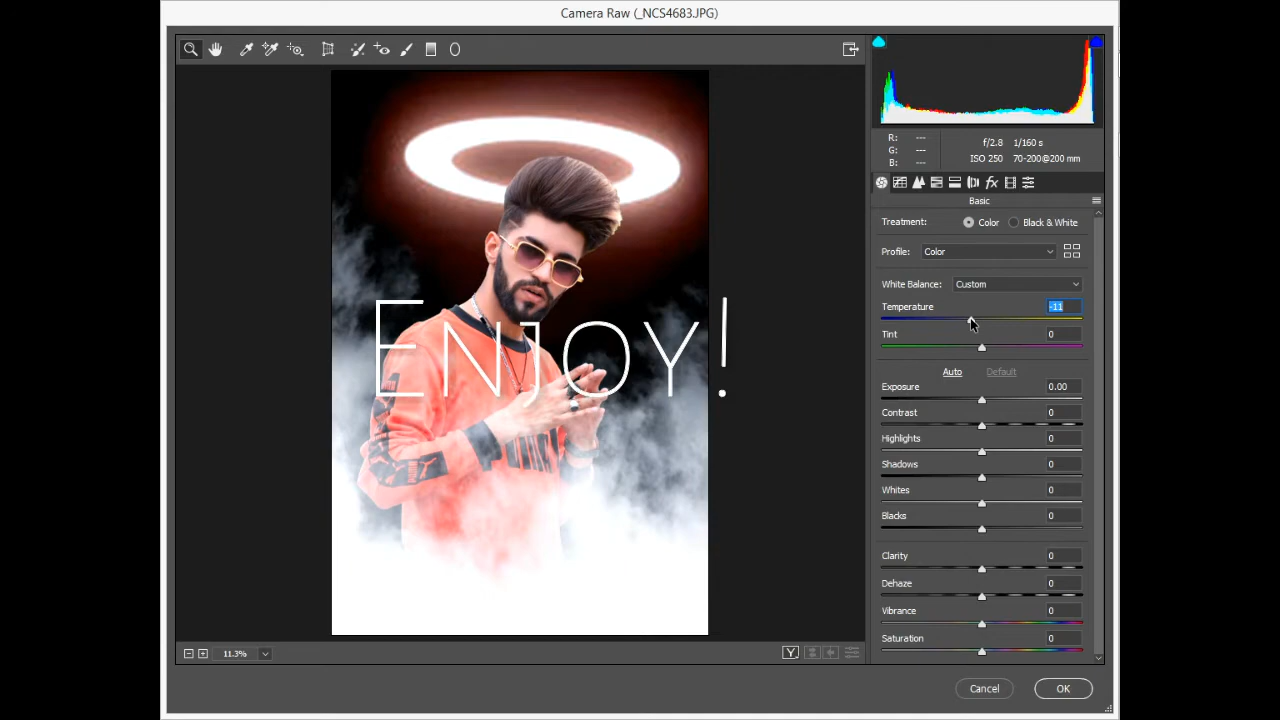 Camera Raw (_NCS4683.JPG)
R: ---
G: ---
B: ---
f/2.8 1/160 s
ISO 250 70-200@200 mm
fx
Basic
Treatment: Color Black & White
Profile: Color
White Balance: Custom
Temperature -11
Tint 0
Auto Default
Exposure 0.00
Contrast 0
Highlights 0
Shadows 0
Whites 0
Blacks 0
Clarity 0
Dehaze 0
Vibrance 0
Saturation 0
ENJOY!
PUMA
11.3%
Y
Cancel OK